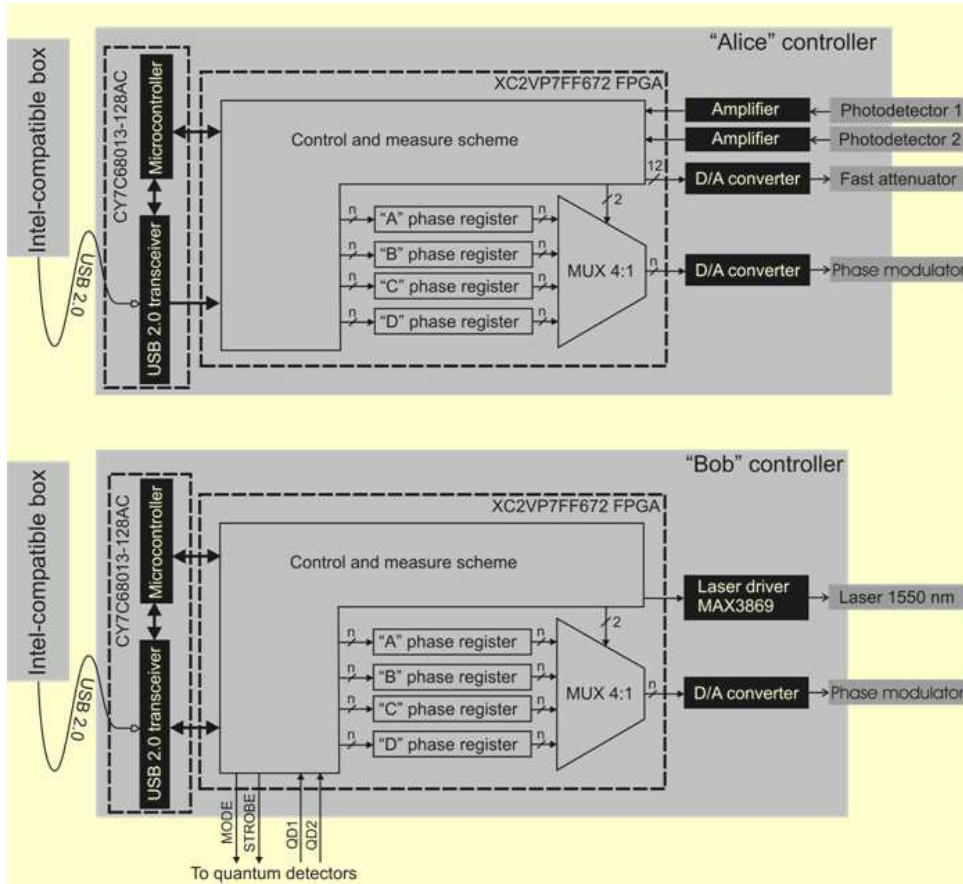 "Alice" controller
Intel-compatible box
USB 2.0
CY7C68013-128AC
Microcontroller
USB 2.0 transceiver
XC2VP7FF672 FPGA
Control and measure scheme
12
2
n
"A" phase register
n
n
"B" phase register
n
n
"C" phase register
n
n
"D" phase register
n
MUX 4:1
n
Amplifier
Photodetector 1
Amplifier
Photodetector 2
D/A converter
Fast attenuator
D/A converter
Phase modulator
"Bob" controller
Intel-compatible box
USB 2.0
CY7C68013-128AC
Microcontroller
USB 2.0 transceiver
XC2VP7FF672 FPGA
Control and measure scheme
2
n
"A" phase register
n
n
"B" phase register
n
n
"C" phase register
n
n
"D" phase register
n
MUX 4:1
n
Laser driver
MAX3869
Laser 1550 nm
D/A converter
Phase modulator
MODE
STROBE
QD1
QD2
To quantum detectors